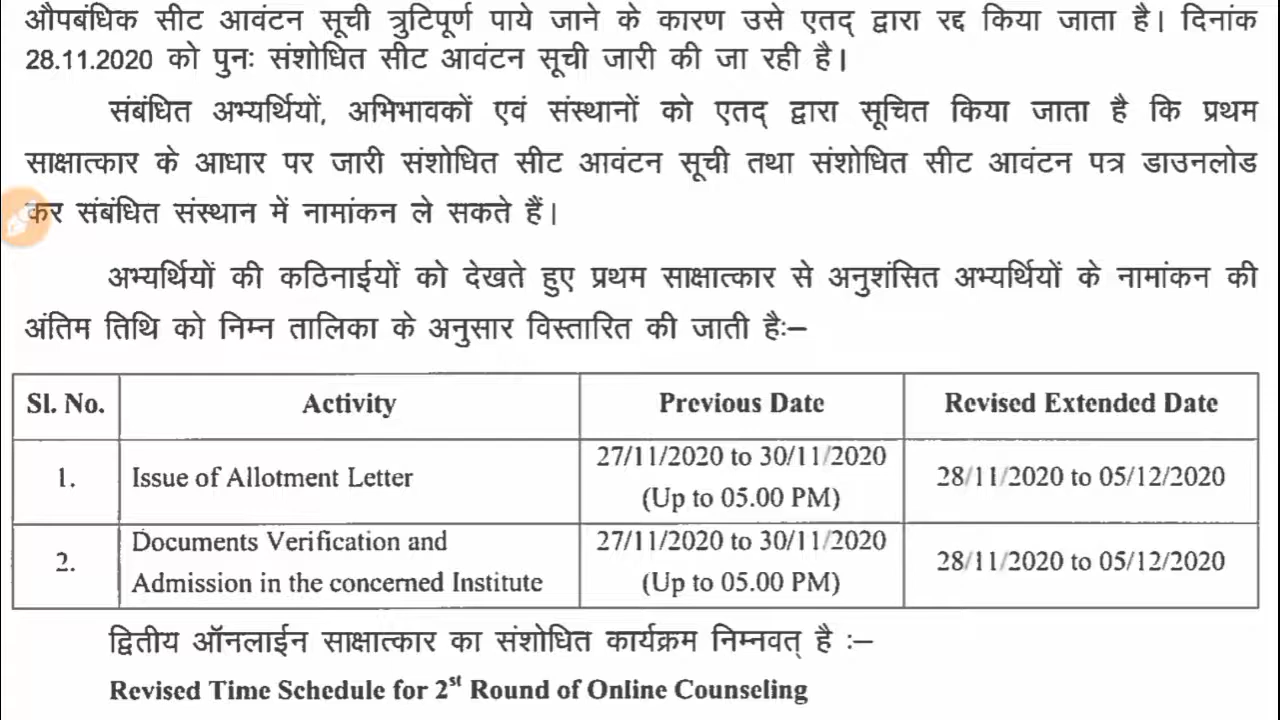 औपबंधिक सीट आवंटन सूची त्रुटिपूर्ण पाये जाने के कारण उसे एतद् द्वारा रद्द किया जाता है। दिनांक
28.11.2020 को पुनः संशोधित सीट आवंटन सूची जारी की जा रही है।
संबंधित अभ्यर्थियों, अभिभावकों एवं संस्थानों को एतद् द्वारा सूचित किया जाता है कि प्रथम
साक्षात्कार के आधार पर जारी संशोधित सीट आवंटन सूची तथा संशोधित सीट आवंटन पत्र डाउनलोड
कर संबंधित संस्थान में नामांकन ले सकते हैं।
अभ्यर्थियों की कठिनाईयों को देखते हुए प्रथम साक्षात्कार से अनुशंसित अभ्यर्थियों के नामांकन की
अंतिम तिथि को निम्न तालिका के अनुसार विस्तारित की जाती हैः–
Sl. No. Activity Previous Date Revised Extended Date
1. Issue of Allotment Letter 27/11/2020 to 30/11/2020 28/11/2020 to 05/12/2020
(Up to 05.00 PM)
2. Documents Verification and 27/11/2020 to 30/11/2020 28/11/2020 to 05/12/2020
Admission in the concerned Institute (Up to 05.00 PM)
द्वितीय ऑनलाईन साक्षात्कार का संशोधित कार्यक्रम निम्नवत् है :–
Revised Time Schedule for 2st Round of Online Counseling